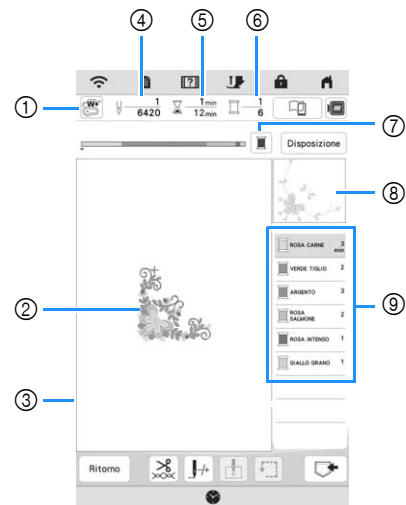 ④ ⑤ ⑥
①
W+
1
6420
1 min
12 min
1
6
⑦
Disposizione
⑧
ROSA CARNE 3 min
VERDE TIGLIO 2
ARGENTO 3
ROSA SALMONE 2
ROSA INTENSO 1
GIALLO GRANO 1
⑨
②
③
Ritorno
-/+